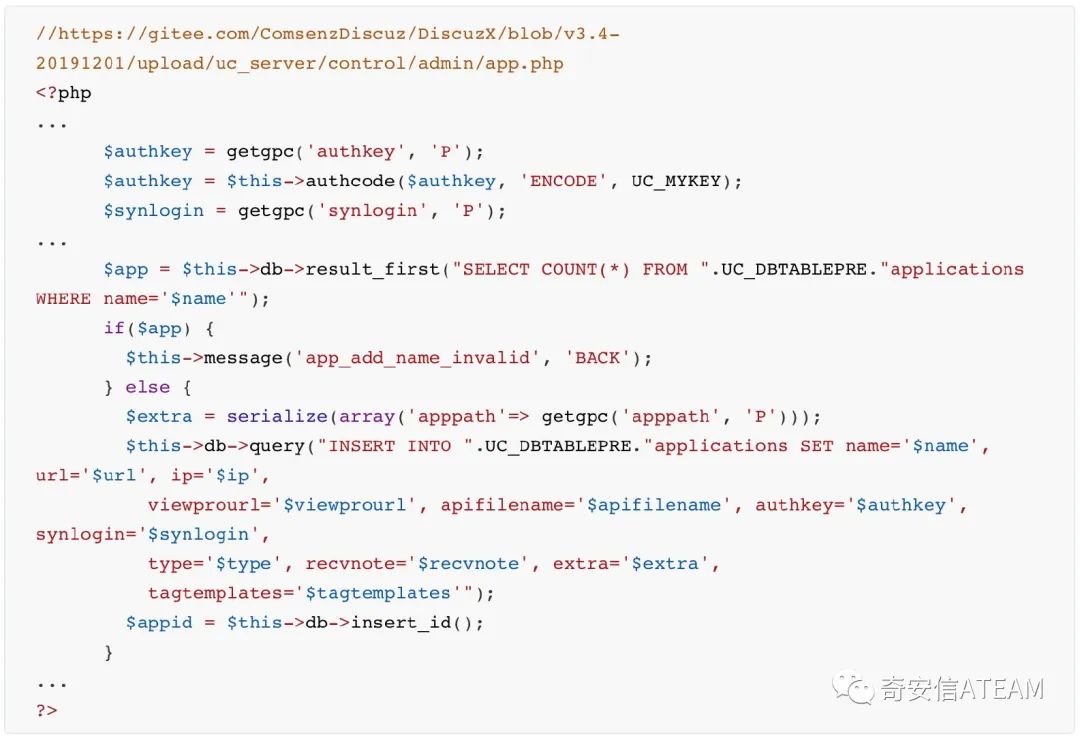 //https://gitee.com/ComsenzDiscuz/DiscuzX/blob/v3.4-
20191201/upload/uc_server/control/admin/app.php
<?php
...
$authkey = getgpc('authkey', 'P');
$authkey = $this->authcode($authkey, 'ENCODE', UC_MYKEY);
$synlogin = getgpc('synlogin', 'P');
...
$app = $this->db->result_first("SELECT COUNT(*) FROM ".UC_DBTABLEPRE."applications
WHERE name='$name'");
if($app) {
$this->message('app_add_name_invalid', 'BACK');
} else {
$extra = serialize(array('apppath'=> getgpc('apppath', 'P')));
$this->db->query("INSERT INTO ".UC_DBTABLEPRE."applications SET name='$name',
url='$url', ip='$ip',
viewprourl='$viewprourl', apifilename='$apifilename', authkey='$authkey',
synlogin='$synlogin',
type='$type', recvnote='$recvnote', extra='$extra',
tagtemplates='$tagtemplates'");
$appid = $this->db->insert_id();
}
...
?>
奇安信ATEAM